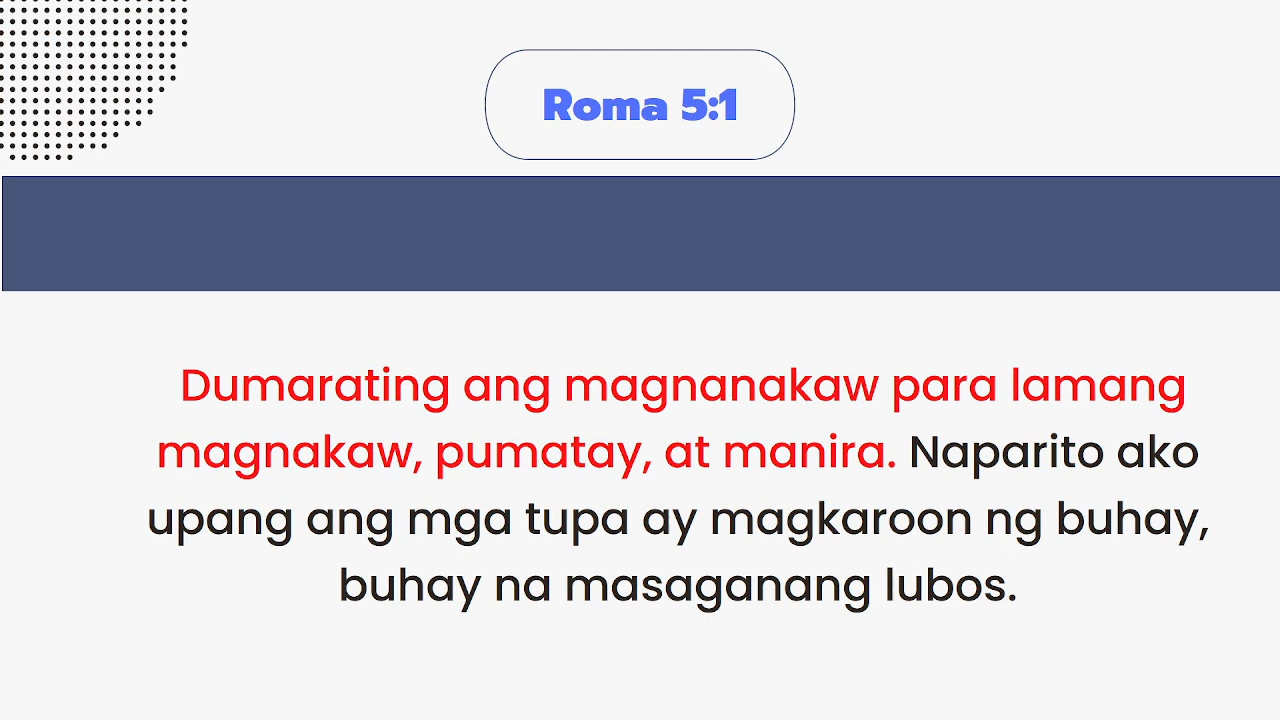 Roma 5:1
Dumarating ang magnanakaw para lamang
magnakaw, pumatay, at manira. Naparito ako
upang ang mga tupa ay magkaroon ng buhay,
buhay na masaganang lubos.